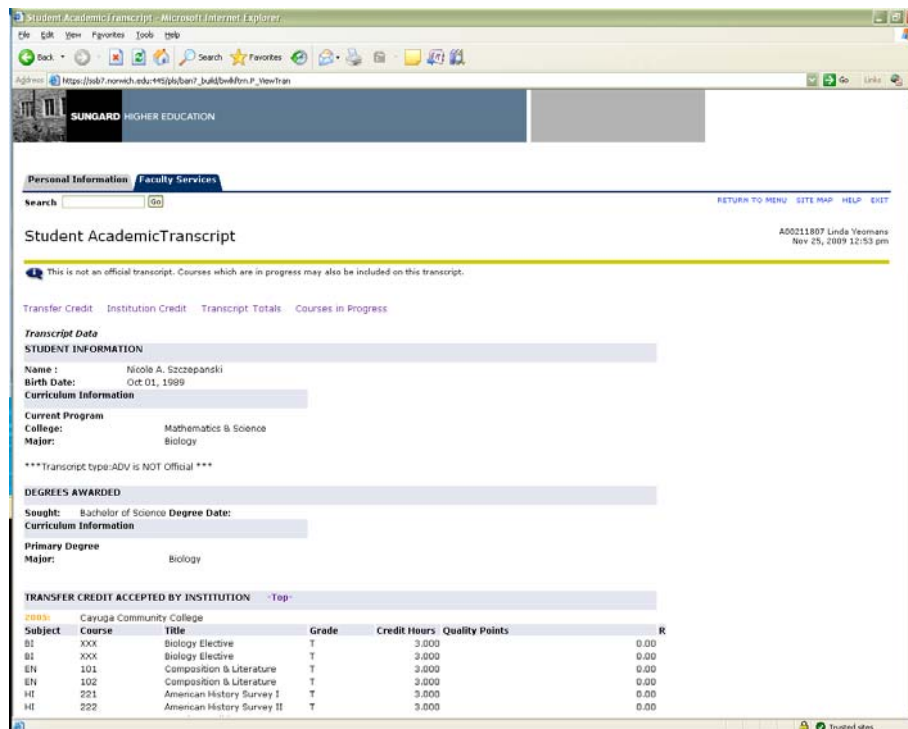 Student Academic Transcript - Microsoft Internet Explorer
File Edit View Favorites Tools Help
Back Search Favorites
Address https://ssb7.norwich.edu:445/pls/ban7_build/bwlkftrn.P_ViewTran Go Links
SUNGARD HIGHER EDUCATION
Personal Information Faculty Services
Search Go RETURN TO MENU SITE MAP HELP EXIT
Student AcademicTranscript
A00211807 Linda Yeomans
Nov 25, 2009 12:53 pm
This is not an official transcript. Courses which are in progress may also be included on this transcript.
Transfer Credit Institution Credit Transcript Totals Courses in Progress
Transcript Data
STUDENT INFORMATION
Name : Nicole A. Szczepanski
Birth Date: Oct 01, 1989
Curriculum Information
Current Program
College: Mathematics & Science
Major: Biology
***Transcript type:ADV is NOT Official ***
DEGREES AWARDED
Sought: Bachelor of Science Degree Date:
Curriculum Information
Primary Degree
Major: Biology
TRANSFER CREDIT ACCEPTED BY INSTITUTION -Top-
Cayuga Community College
Subject Course Title Grade Credit Hours Quality Points R
BI XXX Biology Elective T 3.000 0.00
BI XXX Biology Elective T 3.000 0.00
EN 101 Composition & Literature T 3.000 0.00
EN 102 Composition & Literature T 3.000 0.00
HI 221 American History Survey I T 3.000 0.00
HI 222 American History Survey II T 3.000 0.00
Trusted sites